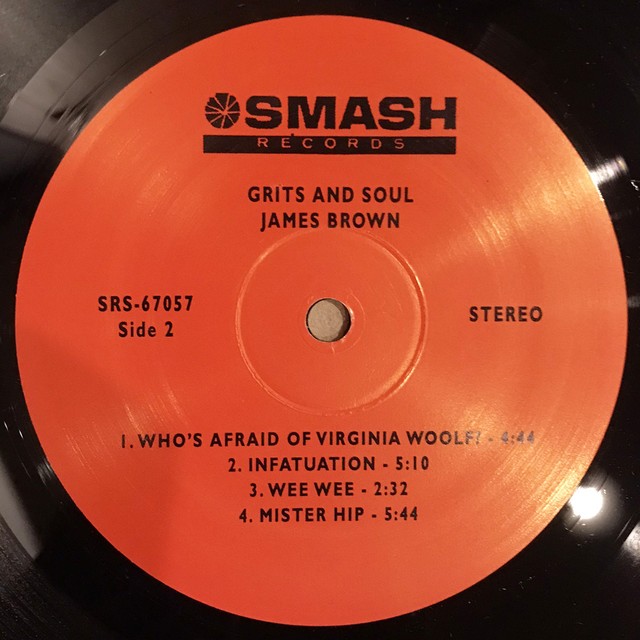 SMASH
RECORDS
GRITS AND SOUL
JAMES BROWN
SRS-67057
Side 2
STEREO
1. WHO'S AFRAID OF VIRGINIA WOOLF? - 4:44
2. INFATUATION - 5:10
3. WEE WEE - 2:32
4. MISTER HIP - 5:44